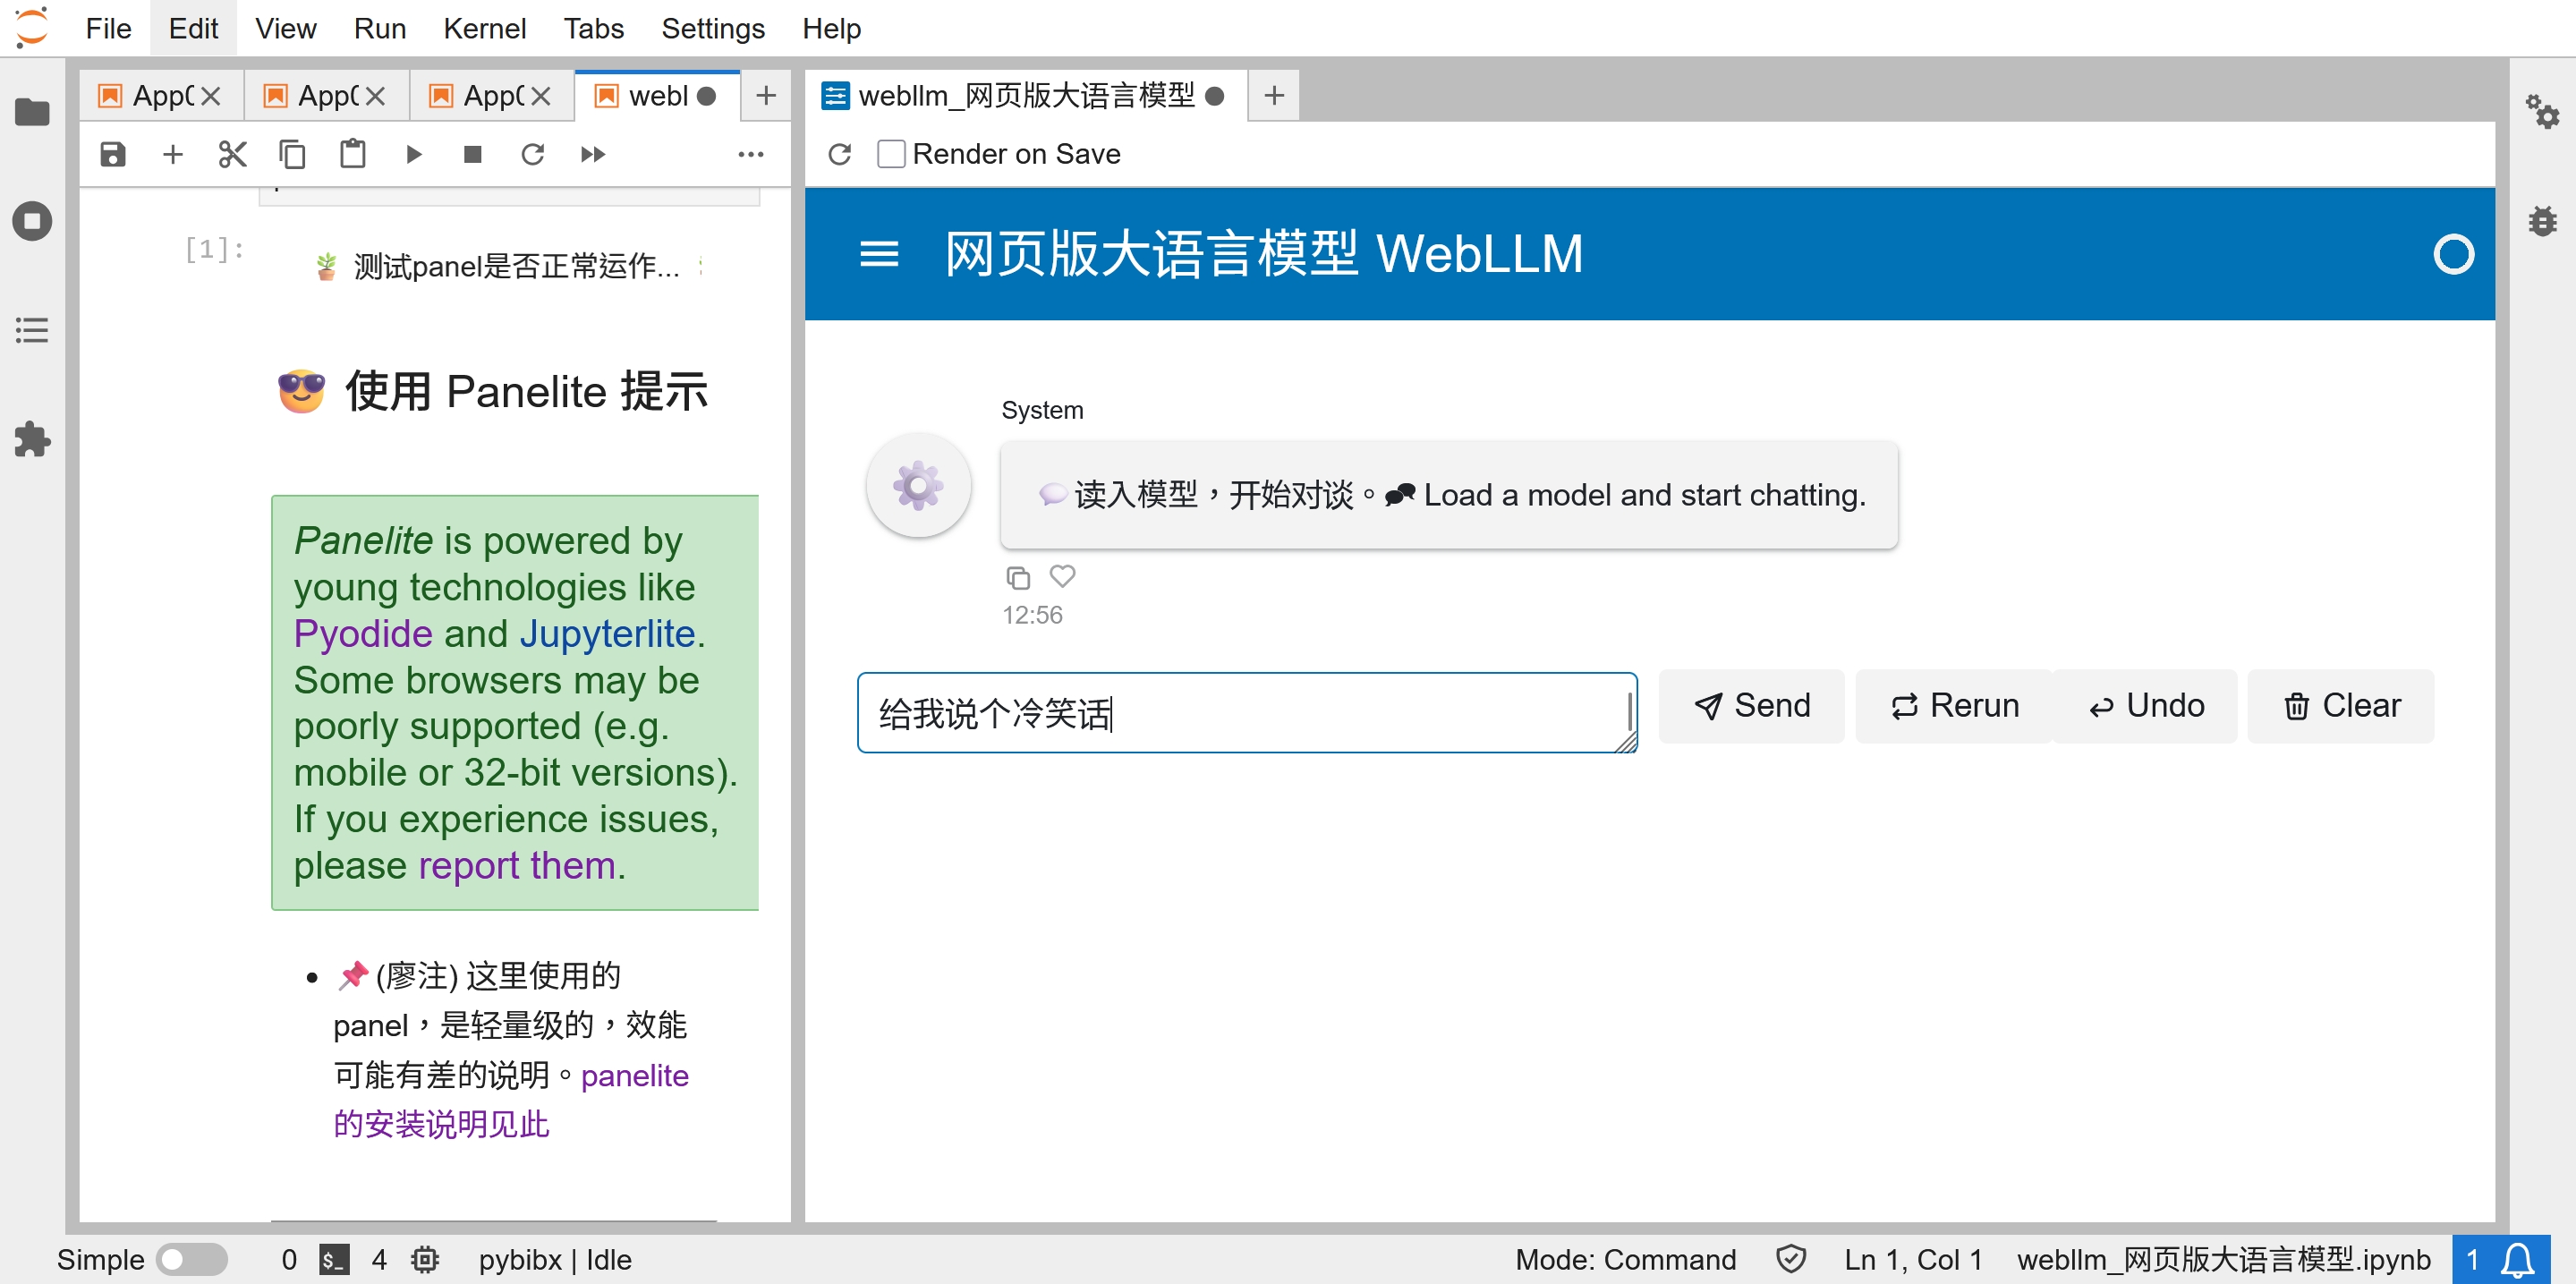 File Edit View Run Kernel Tabs Settings Help
App webl
webllm_网页版大语言模型
Render on Save
[1]:
🪴 测试panel是否正常运作...
😎 使用 Panelite 提示
Panelite is powered by
young technologies like
Pyodide and Jupyterlite.
Some browsers may be
poorly supported (e.g.
mobile or 32-bit versions).
If you experience issues,
please report them.
• 📌 (廖注) 这里使用的
panel，是轻量级的，效能
可能有差的说明。panelite
的安装说明见此
网页版大语言模型 WebLLM
System
💬读入模型，开始对谈。🗪 Load a model and start chatting.
12:56
给我说个冷笑话
Send Rerun Undo Clear
Simple 0 $_ 4 pybibx | Idle
Mode: Command Ln 1, Col 1 webllm_网页版大语言模型.ipynb 1